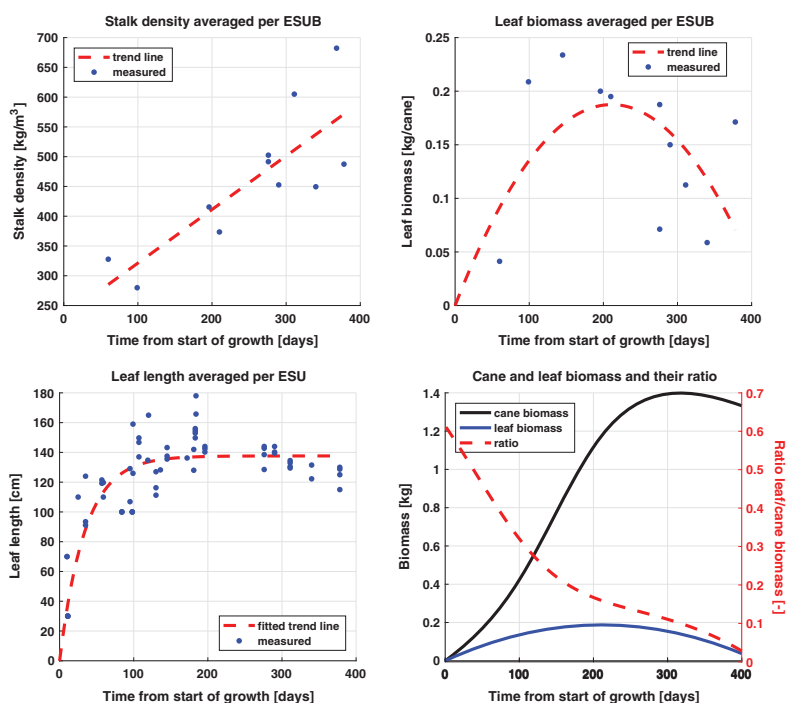 Stalk density averaged per ESUB
700
650
600
550
500
450
400
350
300
250
Stalk density [kg/m³]
trend line
measured
0
100
200
300
400
Time from start of growth [days]
Leaf biomass averaged per ESUB
0.25
0.2
0.15
0.1
0.05
0
Leaf biomass [kg/cane]
trend line
measured
0
100
200
300
400
Time from start of growth [days]
Leaf length averaged per ESU
180
160
140
120
100
80
60
40
20
0
Leaf length [cm]
fitted trend line
measured
0
100
200
300
400
Time from start of growth [days]
Cane and leaf biomass and their ratio
1.4
1.2
1
0.8
0.6
0.4
0.2
0
Biomass [kg]
cane biomass
leaf biomass
ratio
0.7
0.6
0.5
0.4
0.3
0.2
0.1
0
Ratio leaf/cane biomass [-]
0
100
200
300
400
Time from start of growth [days]